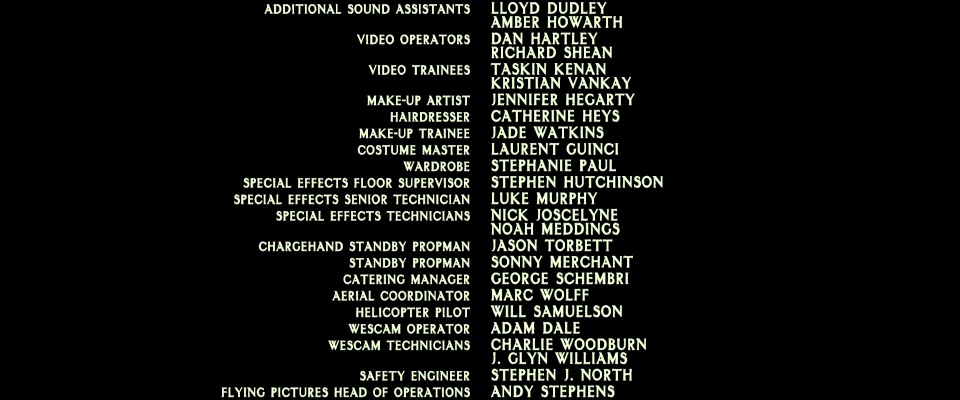 ADDITIONAL SOUND ASSISTANTS LLOYD DUDLEY
AMBER HOWARTH
VIDEO OPERATORS DAN HARTLEY
RICHARD SHEAN
VIDEO TRAINEES TASKIN KENAN
KRISTIAN VANKAY
MAKE-UP ARTIST JENNIFER HEGARTY
HAIRDRESSER CATHERINE HEYS
MAKE-UP TRAINEE JADE WATKINS
COSTUME MASTER LAURENT GUINCI
WARDROBE STEPHANIE PAUL
SPECIAL EFFECTS FLOOR SUPERVISOR STEPHEN HUTCHINSON
SPECIAL EFFECTS SENIOR TECHNICIAN LUKE MURPHY
SPECIAL EFFECTS TECHNICIANS NICK JOSCELYNE
NOAH MEDDINGS
CHARGEHAND STANDBY PROPMAN JASON TORBETT
STANDBY PROPMAN SONNY MERCHANT
CATERING MANAGER GEORGE SCHEMBRI
AERIAL COORDINATOR MARC WOLFF
HELICOPTER PILOT WILL SAMUELSON
WESCAM OPERATOR ADAM DALE
WESCAM TECHNICIANS CHARLIE WOODBURN
J. GLYN WILLIAMS
SAFETY ENGINEER STEPHEN J. NORTH
FLYING PICTURES HEAD OF OPERATIONS ANDY STEPHENS